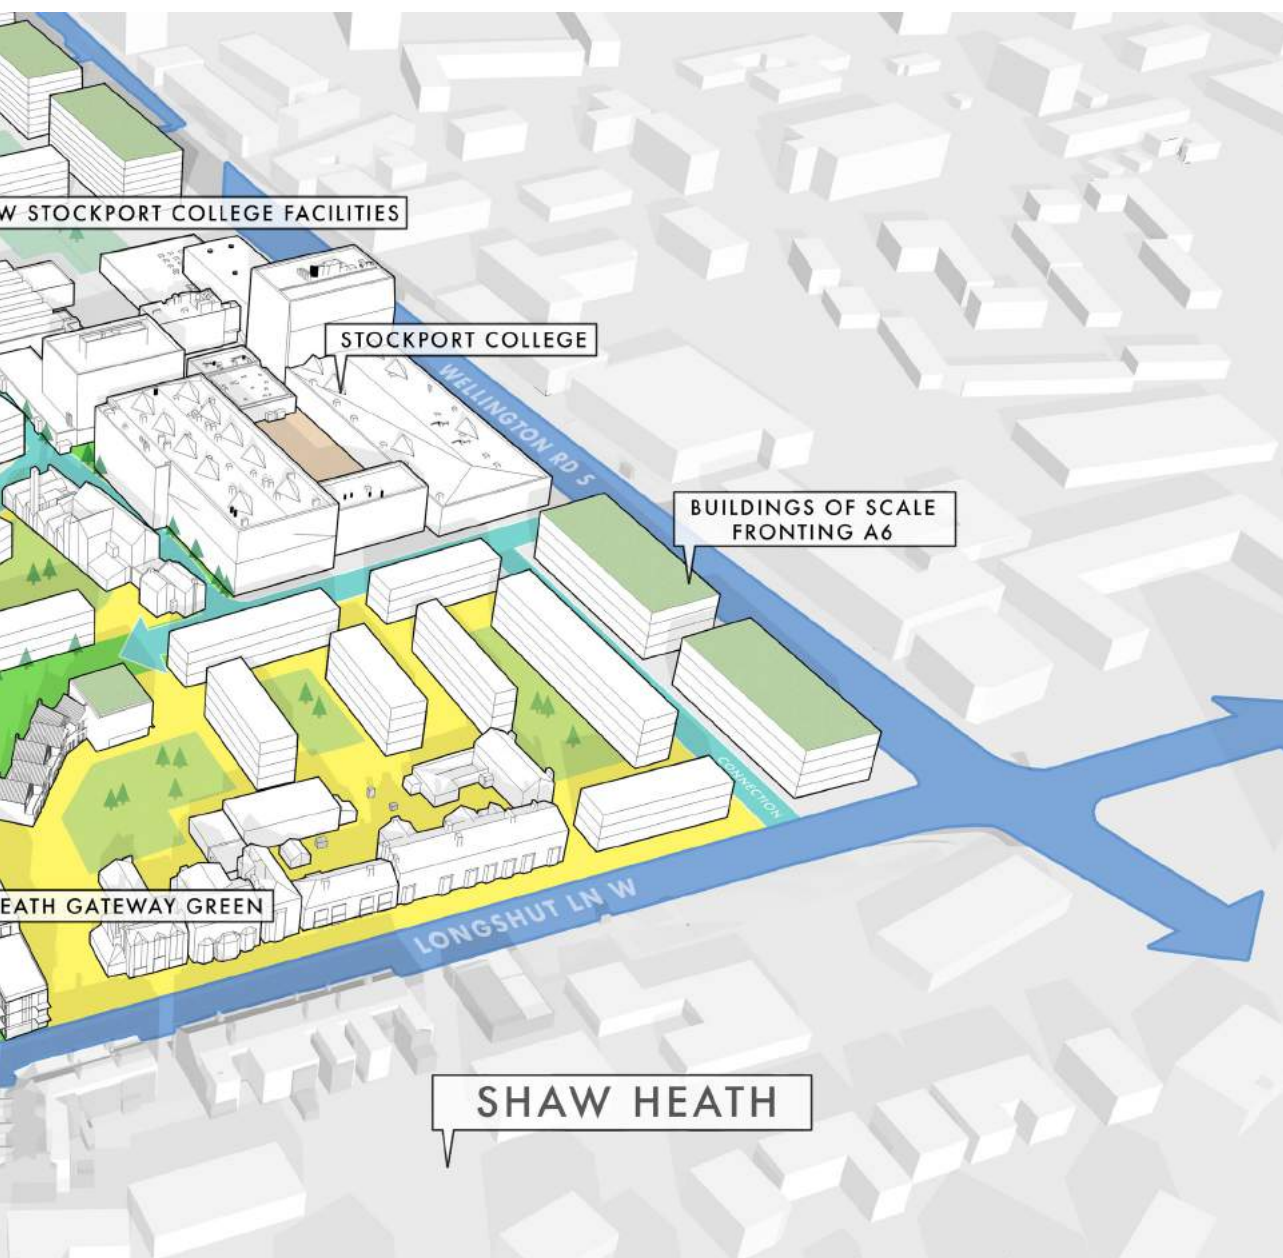 W STOCKPORT COLLEGE FACILITIES
STOCKPORT COLLEGE
WELLINGTON RD S
BUILDINGS OF SCALE
FRONTING A6
CONNECTION
EATH GATEWAY GREEN
LONGSHUT LN W
SHAW HEATH